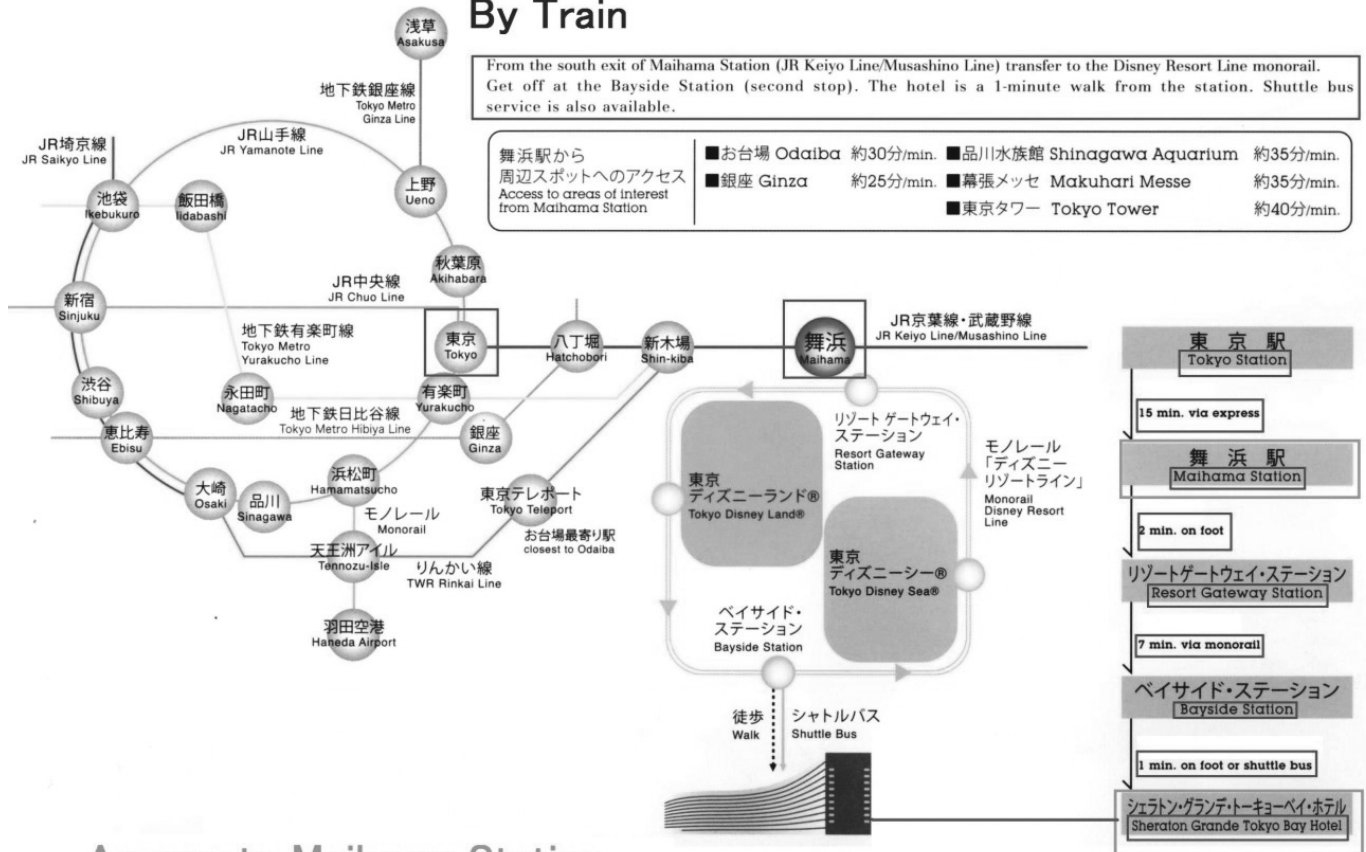 By Train
From the south exit of Maihama Station (JR Keiyo Line/Musashino Line) transfer to the Disney Resort Line monorail.
Get off at the Bayside Station (second stop). The hotel is a 1-minute walk from the station. Shuttle bus
service is also available.
舞浜駅から
周辺スポットへのアクセス
Access to areas of interest
from Maihama Station
■お台場 Odaiba 約30分/min.
■銀座 Ginza 約25分/min.
■品川水族館 Shinagawa Aquarium 約35分/min.
■幕張メッセ Makuhari Messe 約35分/min.
■東京タワー Tokyo Tower 約40分/min.
浅草
Asakusa
地下鉄銀座線
Tokyo Metro
Ginza Line
JR埼京線
JR Saikyo Line
JR山手線
JR Yamanote Line
池袋
Ikebukuro
飯田橋
Iidabashi
上野
Ueno
秋葉原
Akihabara
JR中央線
JR Chuo Line
新宿
Sinjuku
地下鉄有楽町線
Tokyo Metro
Yurakucho Line
東京
Tokyo
八丁堀
Hatchobori
新木場
Shin-kiba
舞浜
Maihama
JR京葉線・武蔵野線
JR Keiyo Line/Musashino Line
渋谷
Shibuya
永田町
Nagatacho
有楽町
Yurakucho
地下鉄日比谷線
Tokyo Metro Hibiya Line
恵比寿
Ebisu
銀座
Ginza
大崎
Osaki
品川
Sinagawa
浜松町
Hamamatsucho
モノレール
Monorail
東京テレポート
Tokyo Teleport
お台場最寄り駅
closest to Odaiba
天王洲アイル
Tennozu-Isle
りんかい線
TWR Rinkai Line
羽田空港
Haneda Airport
リゾート ゲートウェイ・
ステーション
Resort Gateway
Station
モノレール
「ディズニー
リゾートライン」
Monorail
Disney Resort
Line
東京
ディズニーランド®
Tokyo Disney Land®
東京
ディズニーシー®
Tokyo Disney Sea®
ベイサイド・
ステーション
Bayside Station
徒歩
Walk
シャトルバス
Shuttle Bus
東京駅
Tokyo Station
15 min. via express
舞浜駅
Maihama Station
2 min. on foot
リゾートゲートウェイ・ステーション
Resort Gateway Station
7 min. via monorail
ベイサイド・ステーション
Bayside Station
1 min. on foot or shuttle bus
シェラトン・グランデ・トーキョーベイ・ホテル
Sheraton Grande Tokyo Bay Hotel